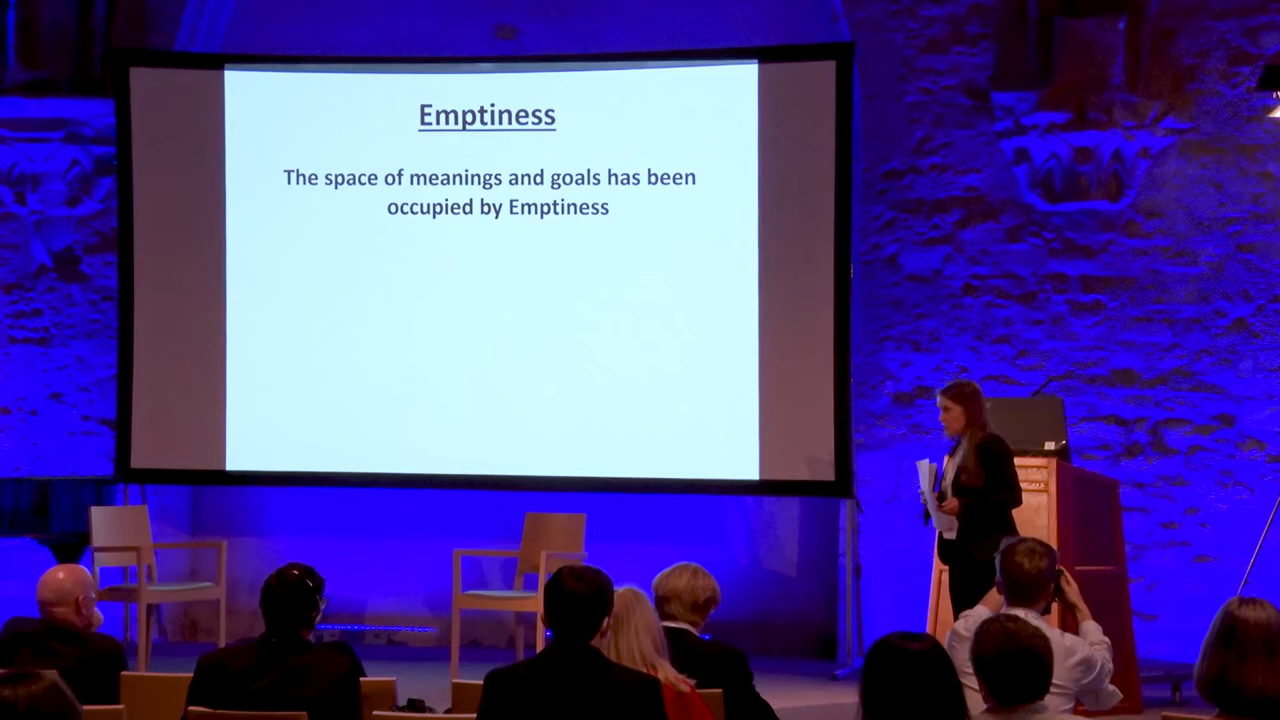 Emptiness
The space of meanings and goals has been
occupied by Emptiness